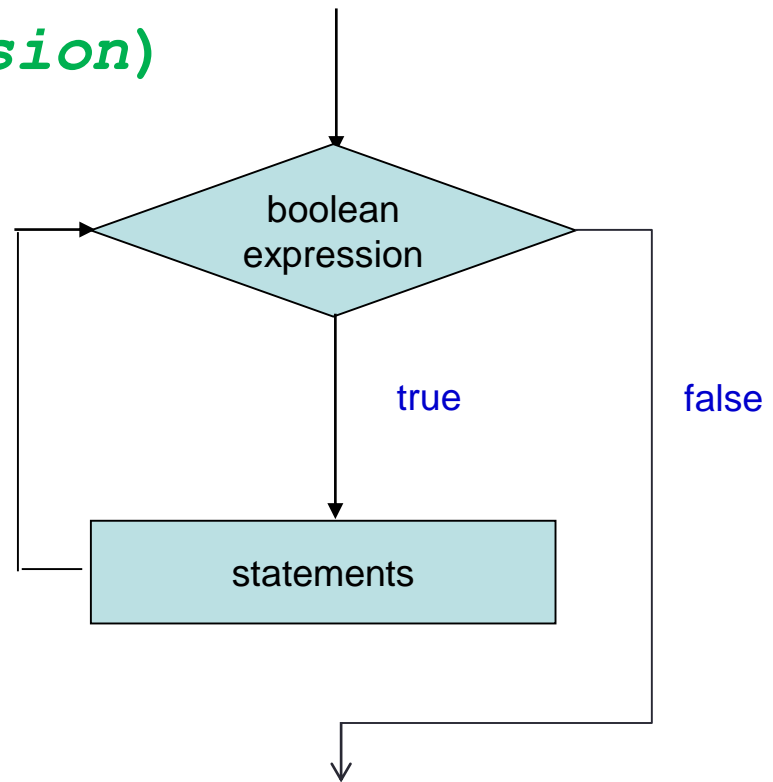 sion)
boolean
expression
true
false
statements